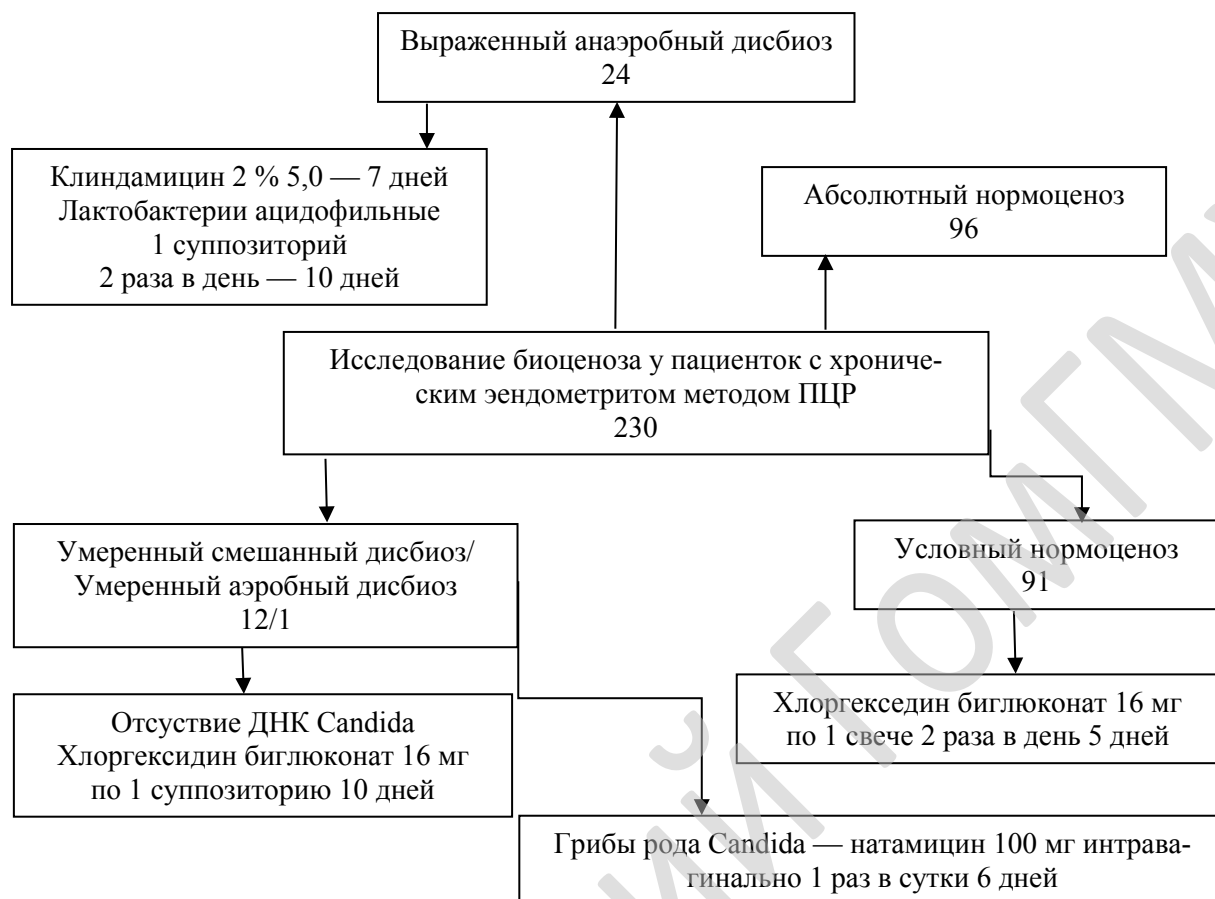 Выраженный анаэробный дисбиоз
24
Клиндамицин 2 % 5,0 — 7 дней
Лактобактерии ацидофильные
1 суппозиторий
2 раза в день — 10 дней
Абсолютный нормоценоз
96
Исследование биоценоза у пациенток с хрониче-
ским эендометритом методом ПЦР
230
Умеренный смешанный дисбиоз/
Умеренный аэробный дисбиоз
12/1
Условный нормоценоз
91
Отсуствие ДНК Candida
Хлоргексидин биглюконат 16 мг
по 1 суппозиторию 10 дней
Хлоргекседин биглюконат 16 мг
по 1 свече 2 раза в день 5 дней
Грибы рода Candida — натамицин 100 мг интрава-
гинально 1 раз в сутки 6 дней